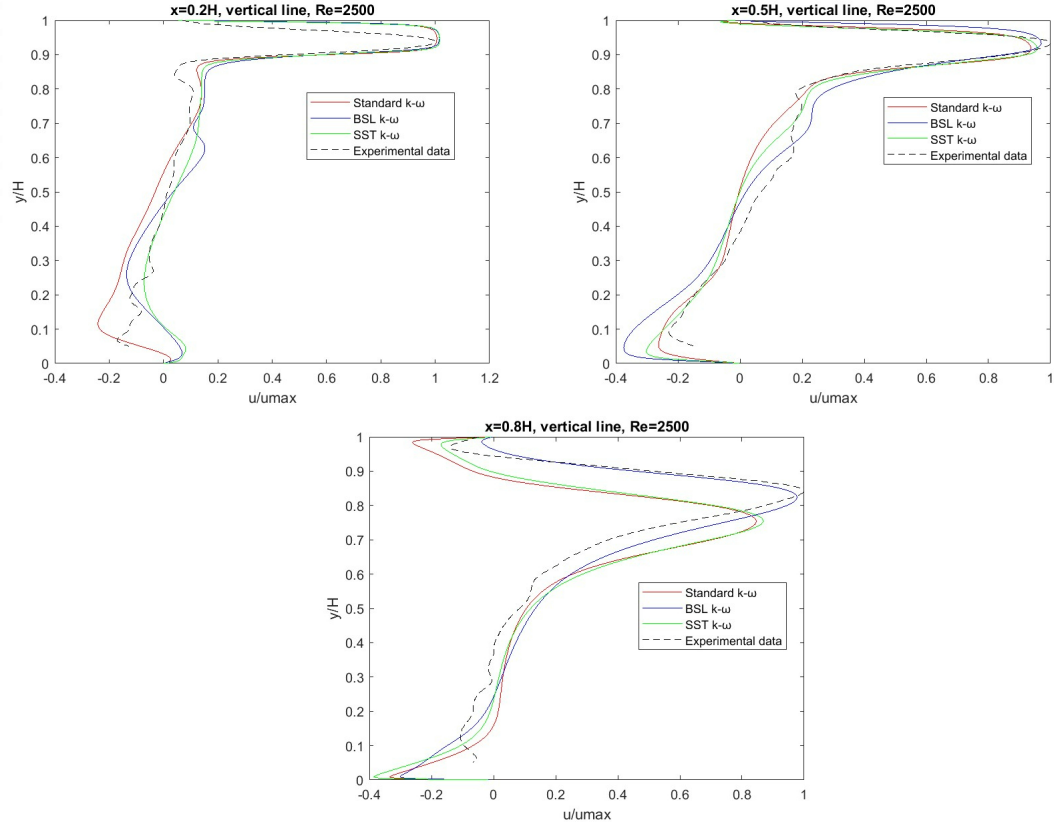 x=0.2H, vertical line, Re=2500
1
0.9
0.8
0.7
0.6
0.5
0.4
0.3
0.2
0.1
0
y/H
-0.4 -0.2 0 0.2 0.4 0.6 0.8 1 1.2
u/umax
Standard k-ω
BSL k-ω
SST k-ω
Experimental data
x=0.5H, vertical line, Re=2500
1
0.9
0.8
0.7
0.6
0.5
0.4
0.3
0.2
0.1
0
y/H
-0.4 -0.2 0 0.2 0.4 0.6 0.8 1
u/umax
Standard k-ω
BSL k-ω
SST k-ω
Experimental data
x=0.8H, vertical line, Re=2500
1
0.9
0.8
0.7
0.6
0.5
0.4
0.3
0.2
0.1
0
y/H
-0.4 -0.2 0 0.2 0.4 0.6 0.8 1
u/umax
Standard k-ω
BSL k-ω
SST k-ω
Experimental data